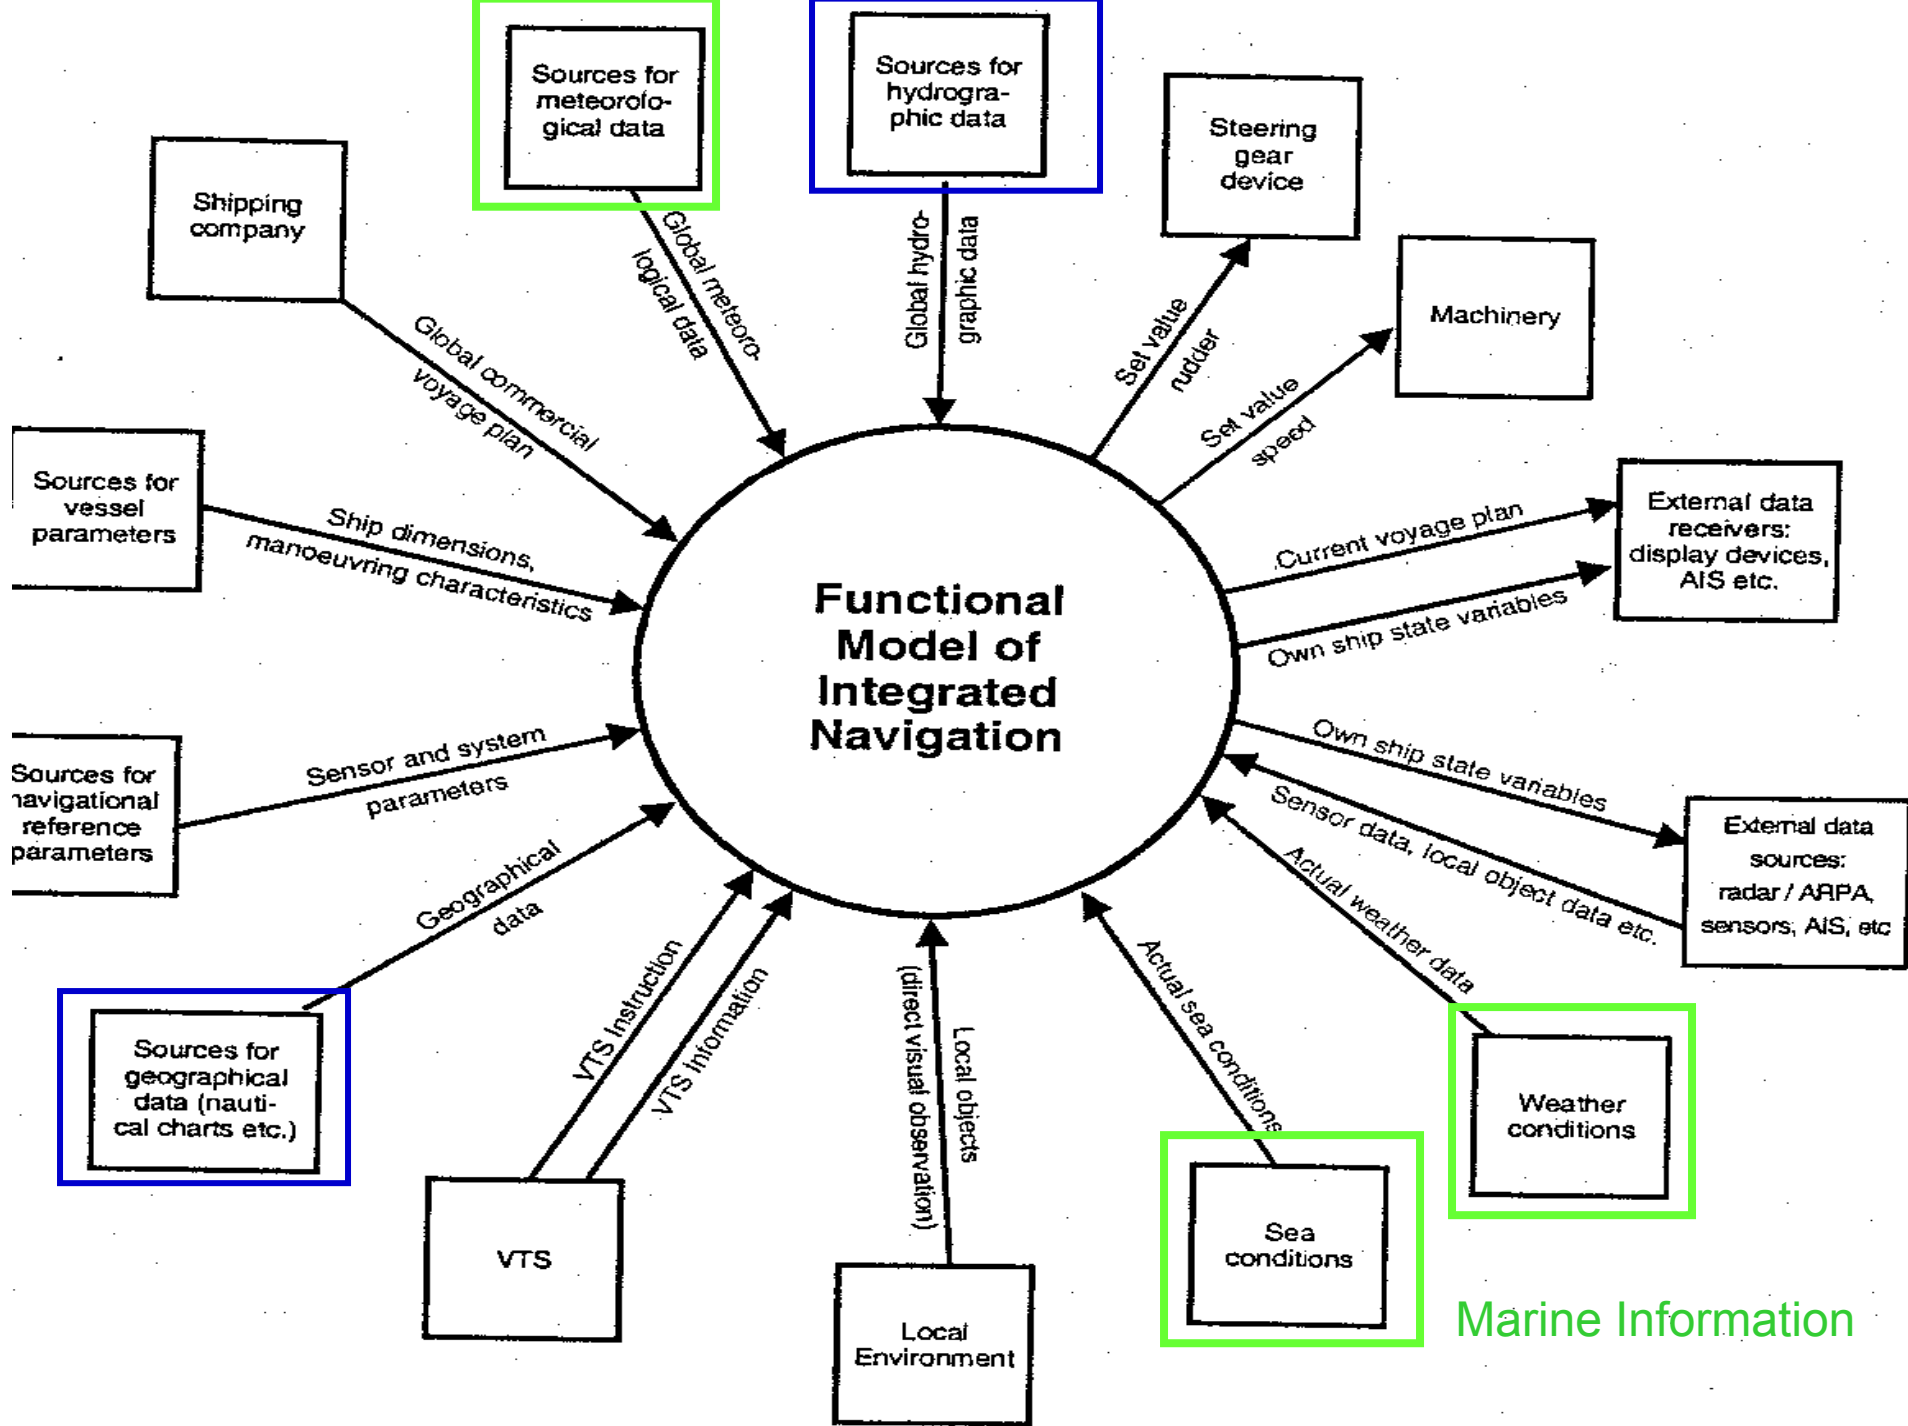 Sources for
meteorolo-
gical data
Sources for
hydrogra-
phic data
Steering
gear
device
Shipping
company
Machinery
Global meteoro-
logical data
Global hydro-
graphic data
Set value
rudder
Set value
speed
Global commercial
voyage plan
Sources for
vessel
parameters
Ship dimensions,
manoeuvring characteristics
External data
receivers:
display devices,
AIS etc.
Current voyage plan
Own ship state variables
Functional
Model of
Integrated
Navigation
Sources for
navigational
reference
parameters
Sensor and system
parameters
Own ship state variables
Sensor data, local object data etc.
External data
sources:
radar / ARPA,
sensors, AIS, etc
Geographical
data
Actual weather data
Sources for
geographical
data (nauti-
cal charts etc.)
VTS Instruction
VTS Information
Local objects
(direct visual observation)
Actual sea conditions
Weather
conditions
VTS
Local
Environment
Sea
conditions
Marine Information